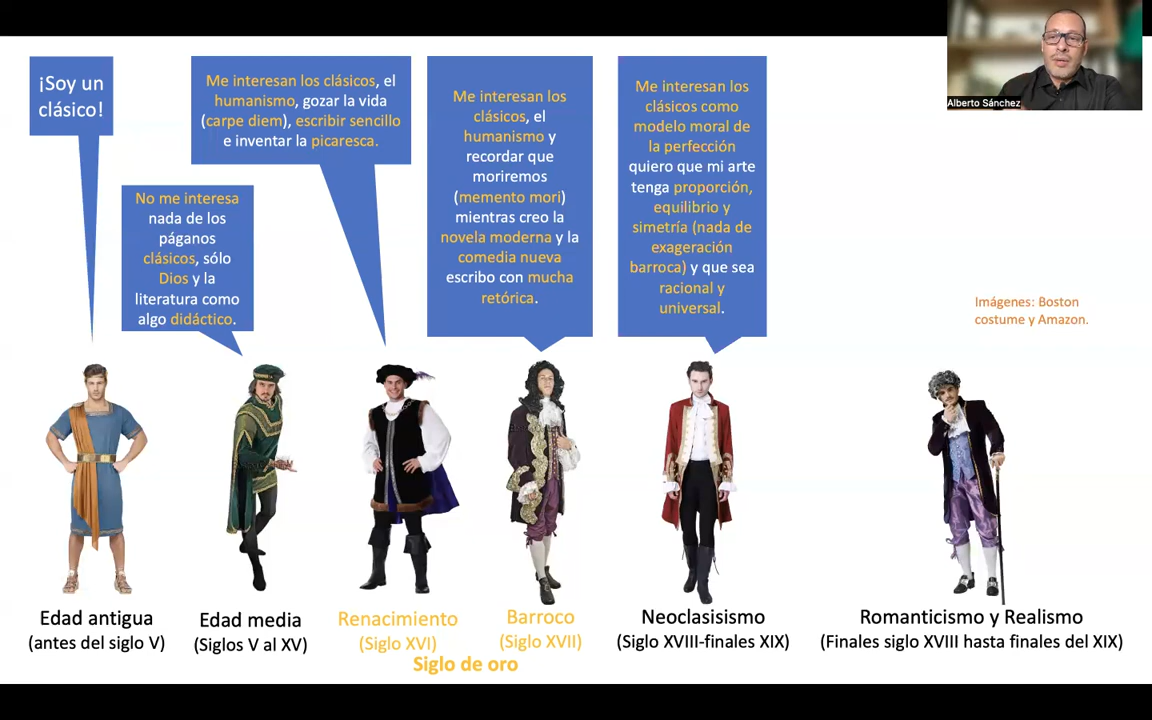 ¡Soy un
clásico!
No me interesa
nada de los
páganos
clásicos, sólo
Dios y la
literatura como
algo didáctico.
Me interesan los clásicos, el
humanismo, gozar la vida
(carpe diem), escribir sencillo
e inventar la picaresca.
Me interesan los
clásicos, el
humanismo y
recordar que
moriremos
(memento mori)
mientras creo la
novela moderna y la
comedia nueva
escribo con mucha
retórica.
Me interesan los
clásicos como
modelo moral de
la perfección
quiero que mi arte
tenga proporción,
equilibrio y
simetría (nada de
exageración
barroca) y que sea
racional y
universal.
Alberto Sánchez
Imágenes: Boston
costume y Amazon.
Edad antigua
(antes del siglo V)
Edad media
(Siglos V al XV)
Renacimiento
(Siglo XVI)
Barroco
(Siglo XVII)
Siglo de oro
Neoclasisismo
(Siglo XVIII-finales XIX)
Romanticismo y Realismo
(Finales siglo XVIII hasta finales del XIX)